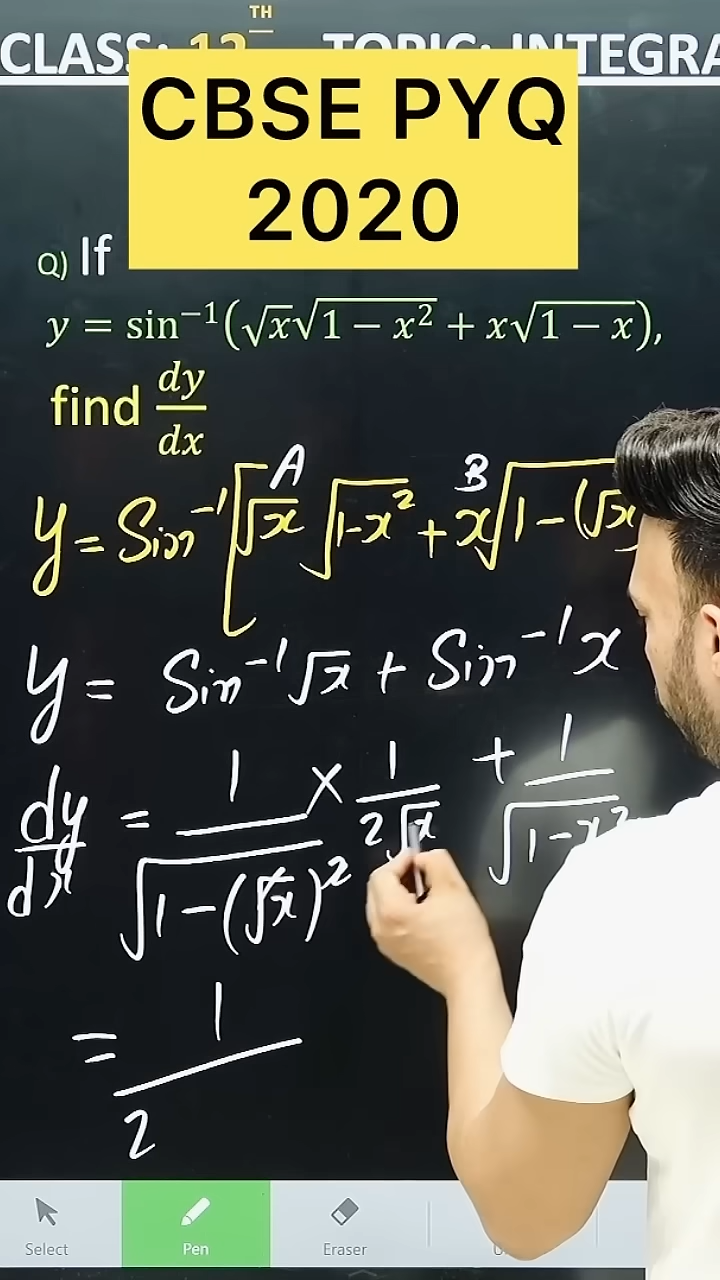 CLASS: 12TH TOPIC: INTEGRA
CBSE PYQ
2020
Q) If
y = sin⁻¹(√x√1 − x² + x√1 − x),
find dy/dx
A B
y = Sin⁻¹[√x √1-x² + x√1-(√x
y = Sin⁻¹√x + Sin⁻¹x
dy/dx = 1/√1-(√x)² × 1/2√x + 1/√1-x²
= 1/2
Select Pen Eraser